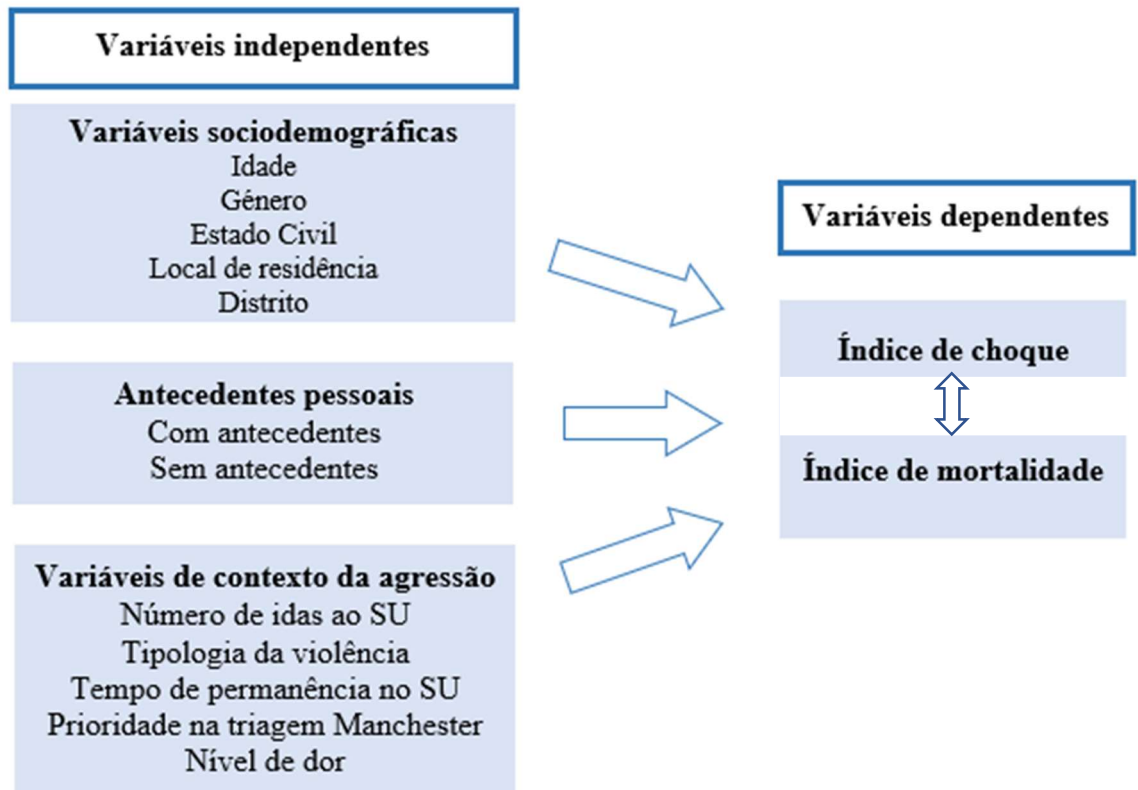 Variáveis independentes
Variáveis sociodemográficas
Idade
Género
Estado Civil
Local de residência
Distrito
Antecedentes pessoais
Com antecedentes
Sem antecedentes
Variáveis de contexto da agressão
Número de idas ao SU
Tipologia da violência
Tempo de permanência no SU
Prioridade na triagem Manchester
Nível de dor
Variáveis dependentes
Índice de choque
Índice de mortalidade